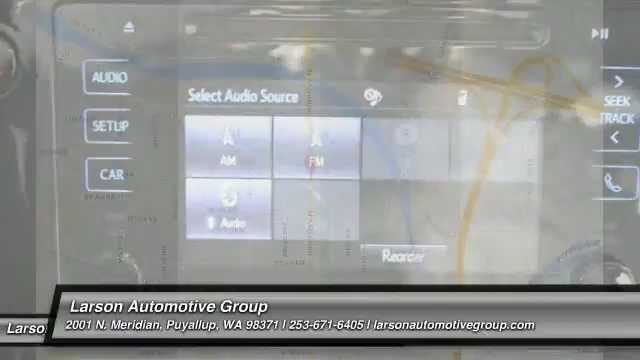 AUDIO
SETUP
CAR
Select Audio Source
AM
FM
Audio
Reorder
SEEK
TRACK
Larson Automotive Group
2001 N. Meridian, Puyallup, WA 98371 | 253-671-6405 | larsonautomotivegroup.com
Larson